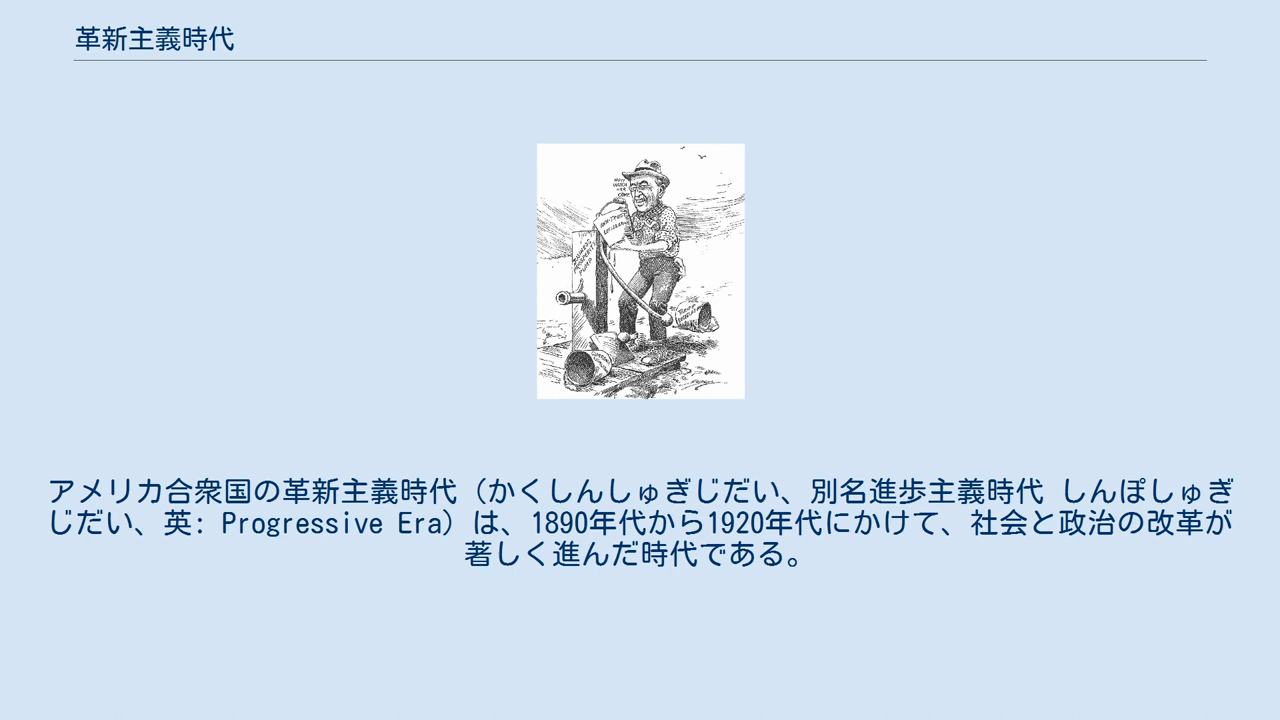 革新主義時代
アメリカ合衆国の革新主義時代（かくしんしゅぎじだい、別名進歩主義時代 しんぽしゅぎ
じだい、英: Progressive Era）は、1890年代から1920年代にかけて、社会と政治の改革が
著しく進んだ時代である。